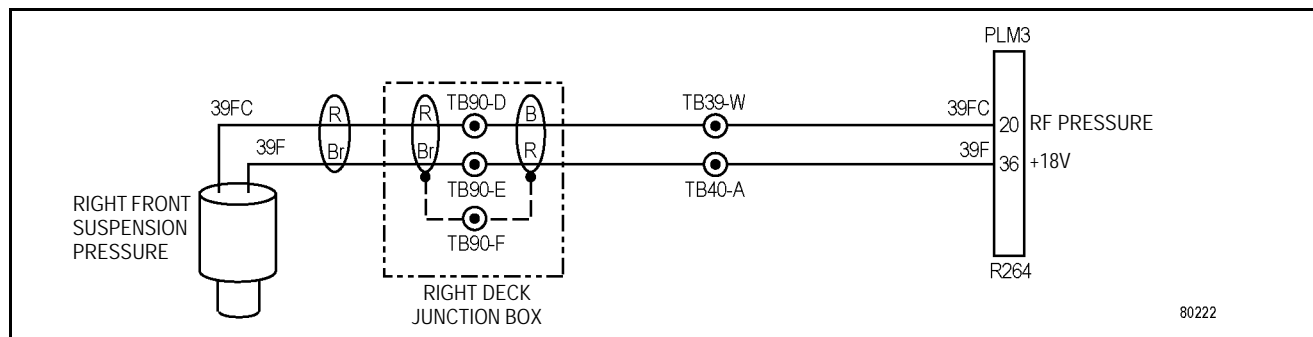 PLM3
39FC
R
R
TB90-D
B
TB39-W
39FC
20
RF PRESSURE
39F
Br
Br
TB90-E
R
TB40-A
39F
36
+18V
TB90-F
RIGHT FRONT
SUSPENSION
PRESSURE
RIGHT DECK
JUNCTION BOX
R264
80222